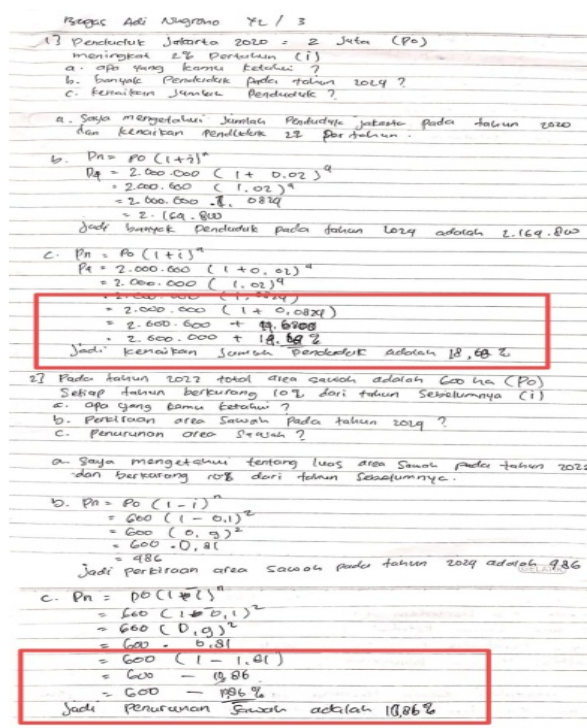 Bagas Adi Nugroho X2 / 3
1] Penduduk Jakarta 2020 = 2 Juta (Po)
meningkat 2% Pertahun (i)
a. apa yang kamu ketahui ?
b. banyak Penduduk Pada tahun 2024 ?
c. kenaikan Jumlah Penduduk ?
a. Saya mengetahui Jumlah Penduduk jakarta Pada tahun 2020
dan kenaikan Penduduk 2% Per tahun.
b. Pn = Po (1+i)ⁿ
P4 = 2.000.000 ( 1 + 0,02 )⁴
= 2.000.000 ( 1,02 )⁴
= 2.000.000 . 1, 0824
= 2.164.800
Jadi banyak Penduduk pada tahun 2024 adalah 2.164.800
c. Pn = Po (1+i)ⁿ
P4 = 2.000.000 ( 1 + 0,02 )⁴
= 2.000.000 ( 1,02 )⁴
= 2.000.000 ( 1,0824 )
= 2.000.000 ( 1 + 0,0824 )
= 2.000.000 +
= 2.000.000 + %
Jadi kenaikan Jumlah Penduduk Adalah 18,68 %
2] Pada tahun 2022 total area sawah adalah 600 ha (Po)
Setiap tahun berkurang 10% dari tahun Sebelumnya (i)
a. apa yang kamu ketahui ?
b. Perkiraan area Sawah Pada tahun 2024 ?
c. Penurunan area Sawah ?
a. Saya mengetahui tentang luas area Sawah pada tahun 2022
dan berkurang 10% dari tahun Sebelumnya.
b. Pn = Po (1-i)ⁿ
= 600 (1 - 0,1)²
= 600 (0,9)²
= 600 . 0,81
= 486
Jadi perkiraan area sawah pada tahun 2024 adalah 486
c. Pn = Po (1-i)ⁿ
= 600 (1 - 0,1)²
= 600 ( 0,9 )²
= 600 . 0,81
= 600 ( 1 - 1,81 )
= 600 -
= 600 - %
Jadi Penurunan Sawah adalah %